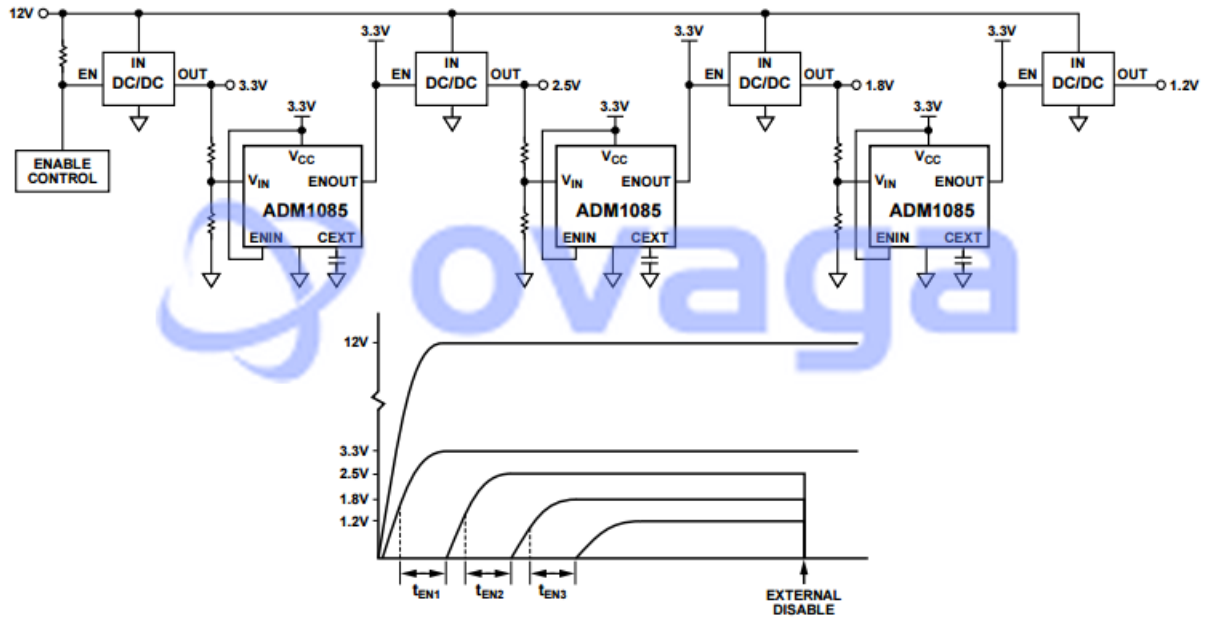 12V
3.3V
3.3V
3.3V
IN
EN
DC/DC
OUT
3.3V
IN
EN
DC/DC
OUT
2.5V
IN
EN
DC/DC
OUT
1.8V
IN
EN
DC/DC
OUT
1.2V
ENABLE
CONTROL
3.3V
VCC
VIN
ENOUT
ADM1085
ENIN
CEXT
3.3V
VCC
VIN
ENOUT
ADM1085
ENIN
CEXT
3.3V
VCC
VIN
ENOUT
ADM1085
ENIN
CEXT
ovaga
12V
3.3V
2.5V
1.8V
1.2V
tEN1
tEN2
tEN3
EXTERNAL
DISABLE